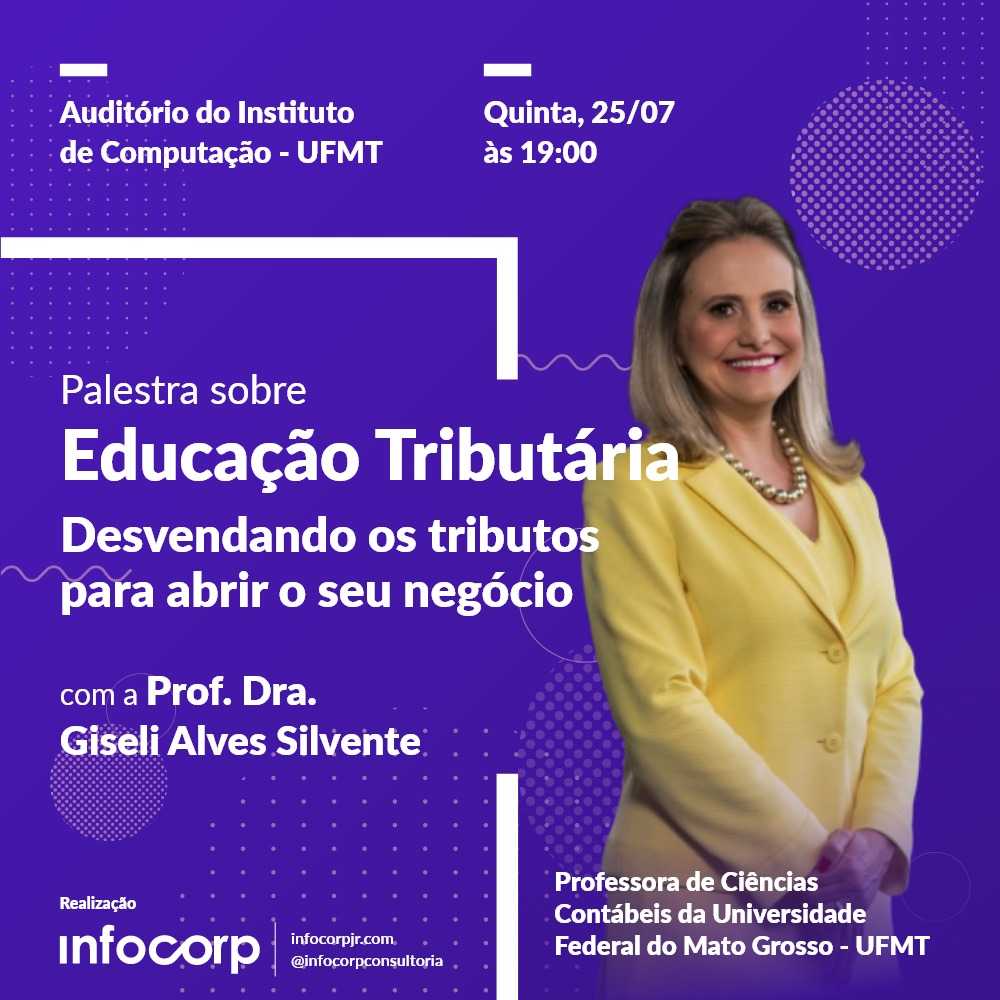 Auditório do Instituto
de Computação - UFMT
Quinta, 25/07
às 19:00
Palestra sobre
Educação Tributária
Desvendando os tributos
para abrir o seu negócio
com a Prof. Dra.
Giseli Alves Silvente
Professora de Ciências
Contábeis da Universidade
Federal do Mato Grosso - UFMT
Realização
infocorp
infocorpjr.com
@infocorpconsultoria